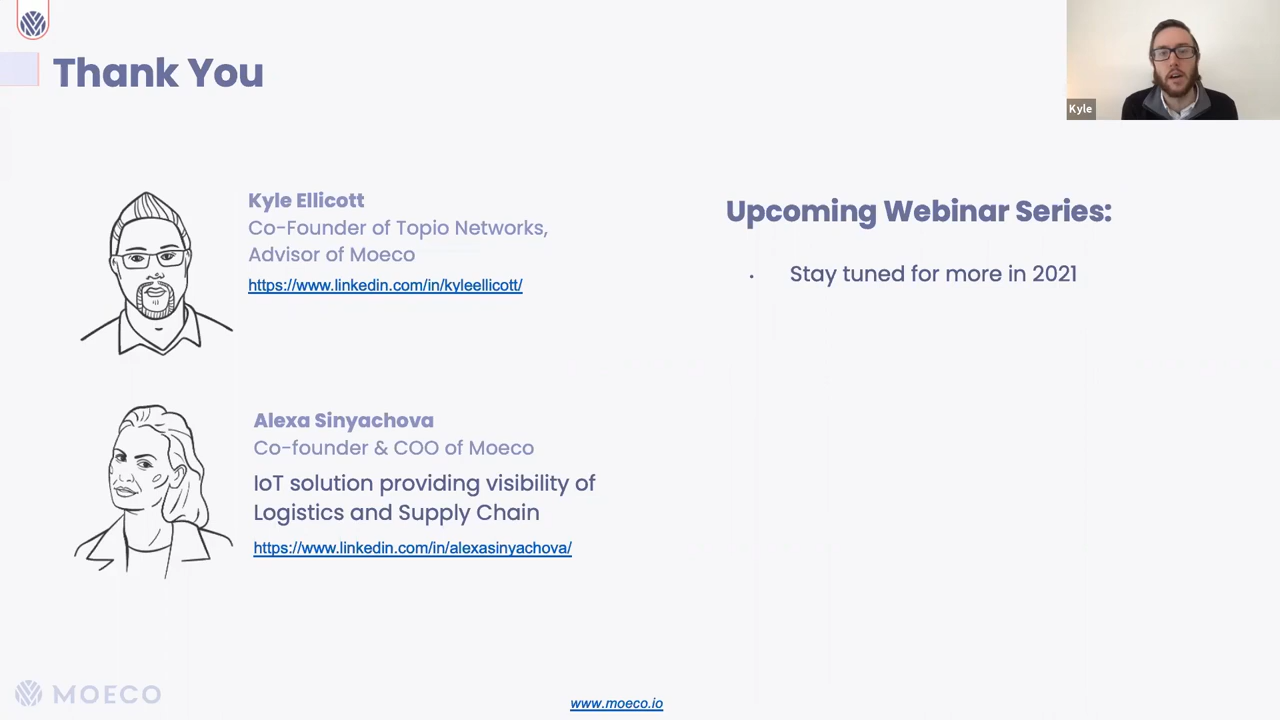 Thank You
Kyle
Kyle Ellicott
Co-Founder of Topio Networks,
Advisor of Moeco
https://www.linkedin.com/in/kyleellicott/
Upcoming Webinar Series:
· Stay tuned for more in 2021
Alexa Sinyachova
Co-founder & COO of Moeco
IoT solution providing visibility of
Logistics and Supply Chain
https://www.linkedin.com/in/alexasinyachova/
MOECO
www.moeco.io